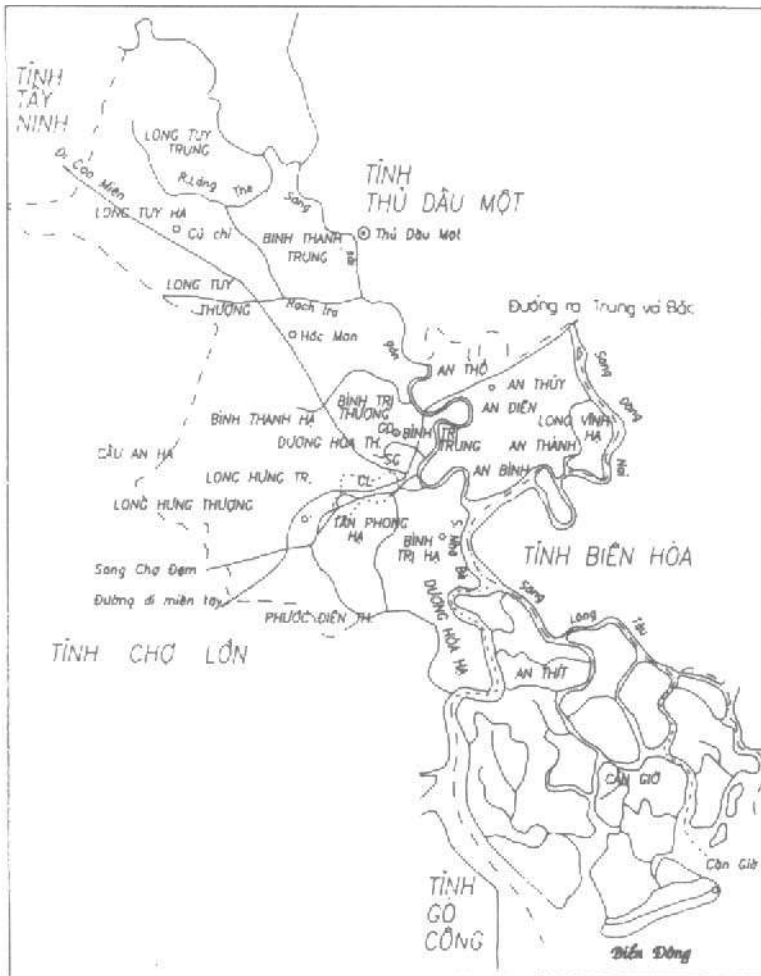 TỈNH
TÂY
NINH
LONG TUY
TRUNG
Đi Cao Miên
R. Láng The
LONG TUY HẠ
Củ chi
TỈNH
THỦ DẦU MỘT
Thủ Dầu Một
BÌNH THẠNH
TRUNG
Sông Sài gòn
LONG TUY
THƯỢNG
Rạch Tra
Hóc Môn
Đường ra Trung và Bắc
AN THỔ
AN THỦY
AN ĐIỀN
Sông Đồng Nai
LONG VĨNH
HẠ
AN THÀNH
AN BÌNH
BÌNH TRỊ
THƯỢNG
GĐ
BÌNH TRỊ
TRUNG
BÌNH THẠNH HẠ
DƯƠNG HÒA TH.
SG
CẦU AN HẠ
LONG HƯNG TR.
CL
LONG HƯNG THƯỢNG
TÂN PHONG
HẠ
BÌNH
TRỊ HẠ
S. Nhà Bè
TỈNH BIÊN HÒA
Sông Chợ Đệm
Đường đi miền tây
PHƯỚC ĐIỀN TH.
DƯƠNG HÒA HẠ
Sông Lòng Tàu
TỈNH CHỢ LỚN
AN THÍT
CẦN GIỜ
Cần Giờ
TỈNH
GÒ
CÔNG
Biển Đông